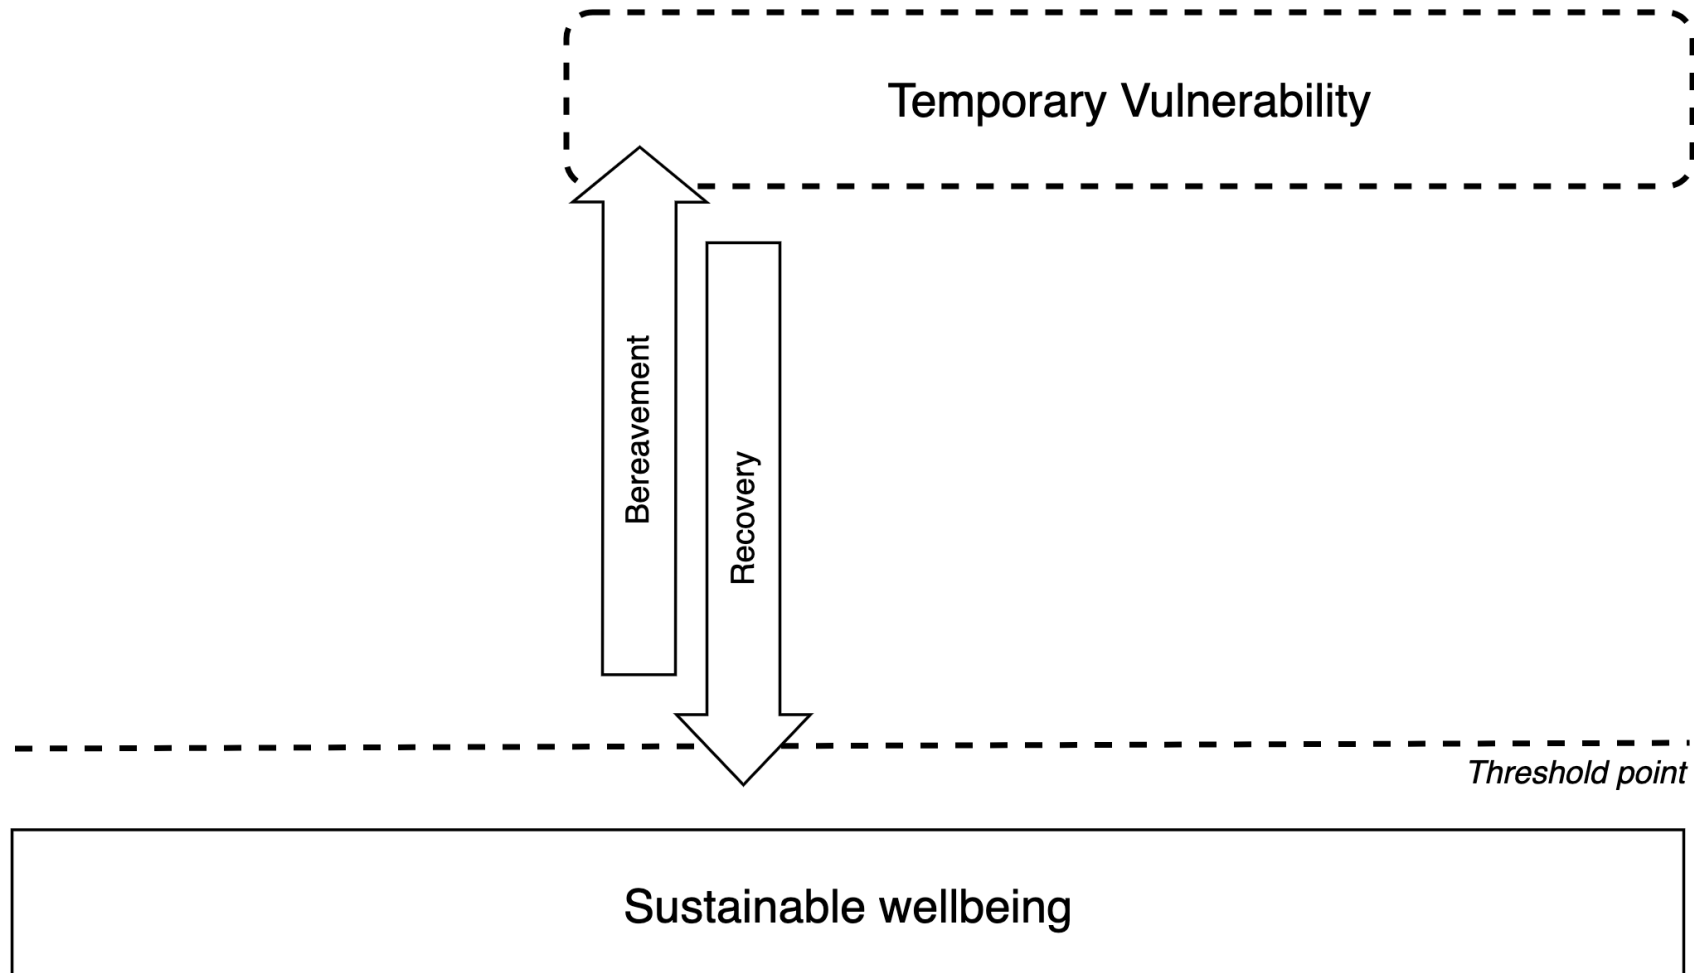 Temporary Vulnerability
Bereavement
Recovery
Threshold point
Sustainable wellbeing